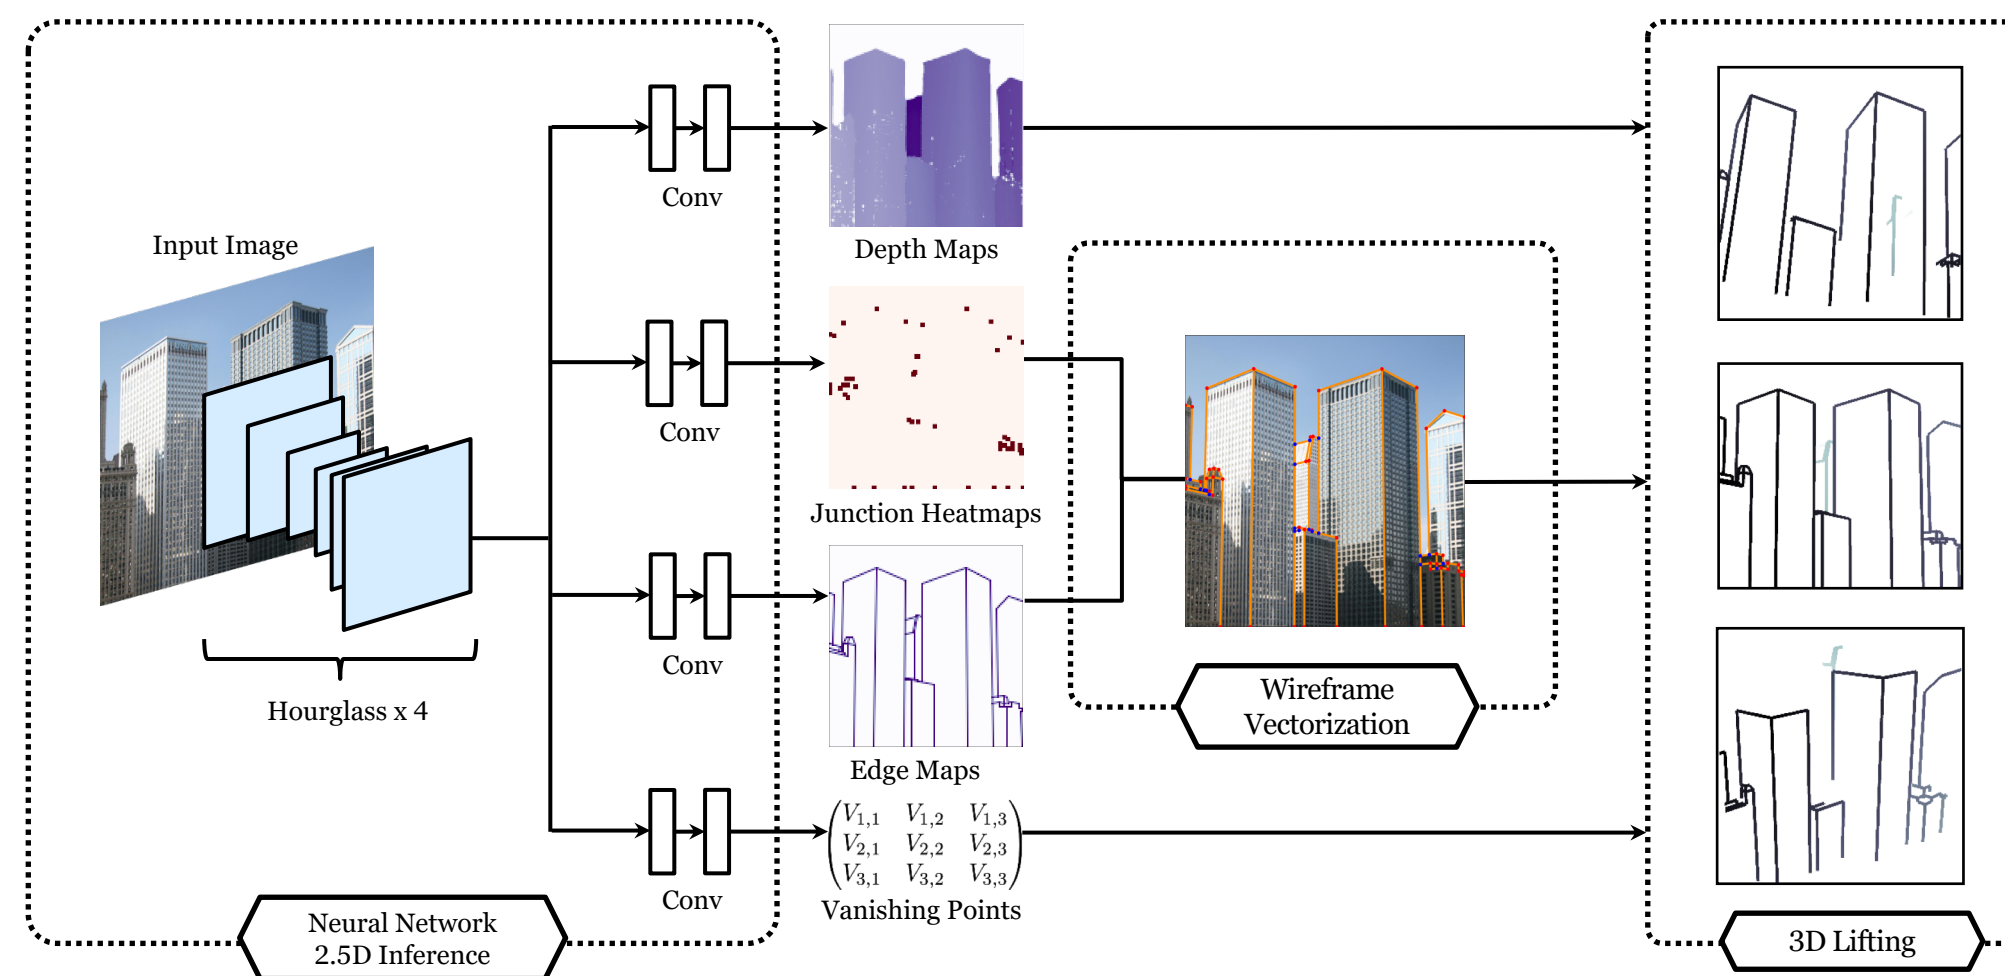 Input Image
Hourglass x 4
Conv
Conv
Conv
Conv
Depth Maps
Junction Heatmaps
Edge Maps
V1,1 V1,2 V1,3
V2,1 V2,2 V2,3
V3,1 V3,2 V3,3
Vanishing Points
Neural Network
2.5D Inference
Wireframe
Vectorization
3D Lifting